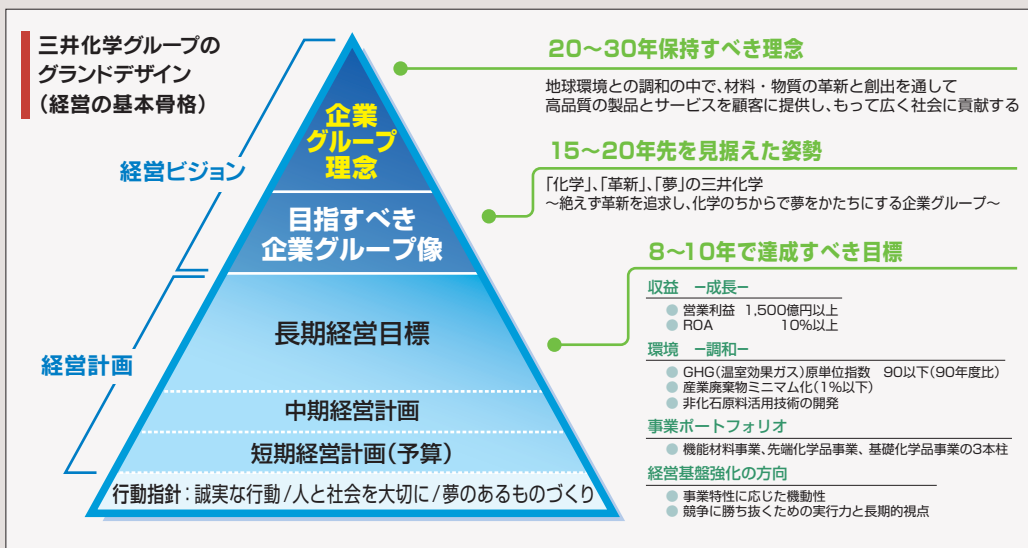 三井化学グループの
グランドデザイン
(経営の基本骨格)
経営ビジョン
経営計画
企業
グループ
理念
目指すべき
企業グループ像
長期経営目標
中期経営計画
短期経営計画(予算)
行動指針:誠実な行動/人と社会を大切に/夢のあるものづくり
20〜30年保持すべき理念
地球環境との調和の中で、材料・物質の革新と創出を通して
高品質の製品とサービスを顧客に提供し、もって広く社会に貢献する
15〜20年先を見据えた姿勢
「化学」、「革新」、「夢」の三井化学
〜絶えず革新を追求し、化学のちからで夢をかたちにする企業グループ〜
8〜10年で達成すべき目標
収益 −成長−
● 営業利益 1,500億円以上
● ROA 10%以上
環境 −調和−
● GHG(温室効果ガス)原単位指数 90以下(90年度比)
● 産業廃棄物ミニマム化(1%以下)
● 非化石原料活用技術の開発
事業ポートフォリオ
● 機能材料事業、先端化学品事業、基礎化学品事業の3本柱
経営基盤強化の方向
● 事業特性に応じた機動性
● 競争に勝ち抜くための実行力と長期的視点